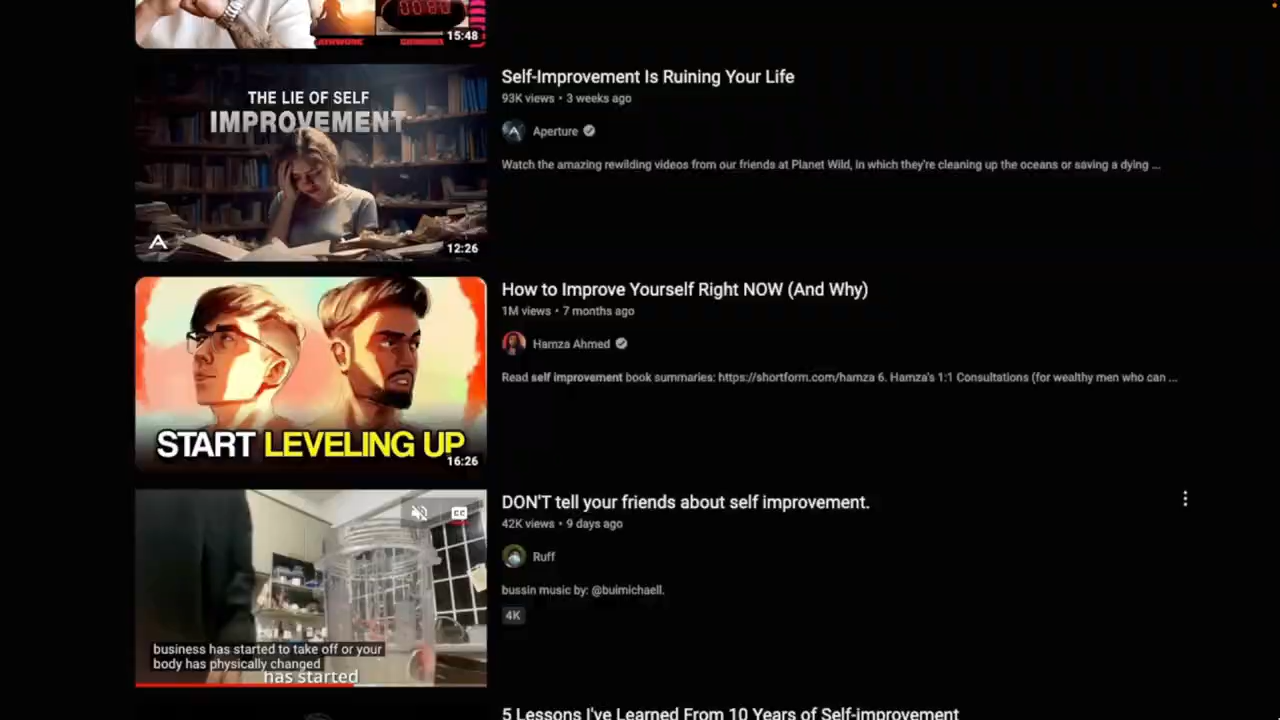 00:80
15:48
THE LIE OF SELF
IMPROVEMENT
12:26
Self-Improvement Is Ruining Your Life
93K views • 3 weeks ago
Aperture
Watch the amazing rewilding videos from our friends at Planet Wild, in which they're cleaning up the oceans or saving a dying ...
START LEVELING UP
16:26
How to Improve Yourself Right NOW (And Why)
1M views • 7 months ago
Hamza Ahmed
Read self improvement book summaries: https://shortform.com/hamza 6. Hamza's 1:1 Consultations (for wealthy men who can ...
CC
business has started to take off or your
body has physically changed
has started
DON'T tell your friends about self improvement.
42K views • 9 days ago
Ruff
bussin music by: @buimichaell.
4K
5 Lessons I've Learned From 10 Years of Self-improvement